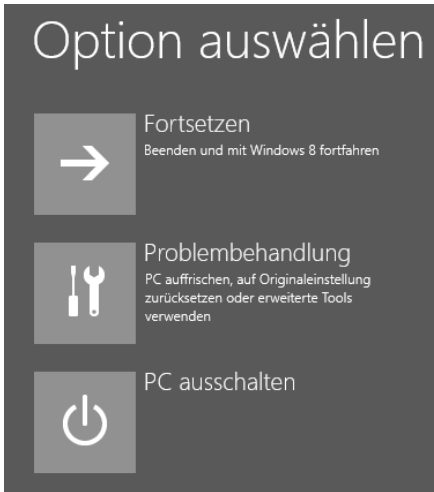 Option auswählen
Fortsetzen
Beenden und mit Windows 8 fortfahren
Problembehandlung
PC auffrischen, auf Originaleinstellung
zurücksetzen oder erweiterte Tools
verwenden
PC ausschalten